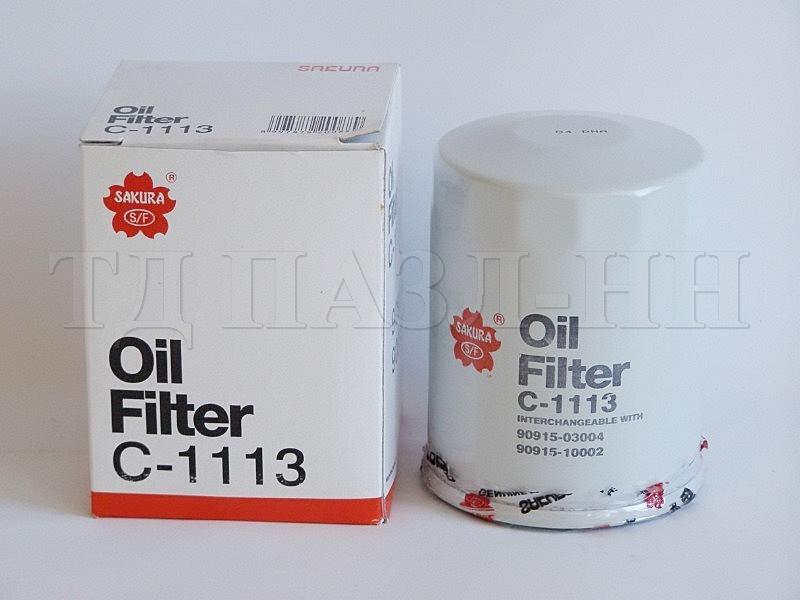 SAKURA
Oil
Filter
C-1113
SAKURA
®
S/F
Oil
Filter
C-1113
ТД ПАЗЛ-НН
SAKURA
®
S/F
Oil
Filter
C-1113
INTERCHANGEABLE WITH
90915-03004
90915-10002